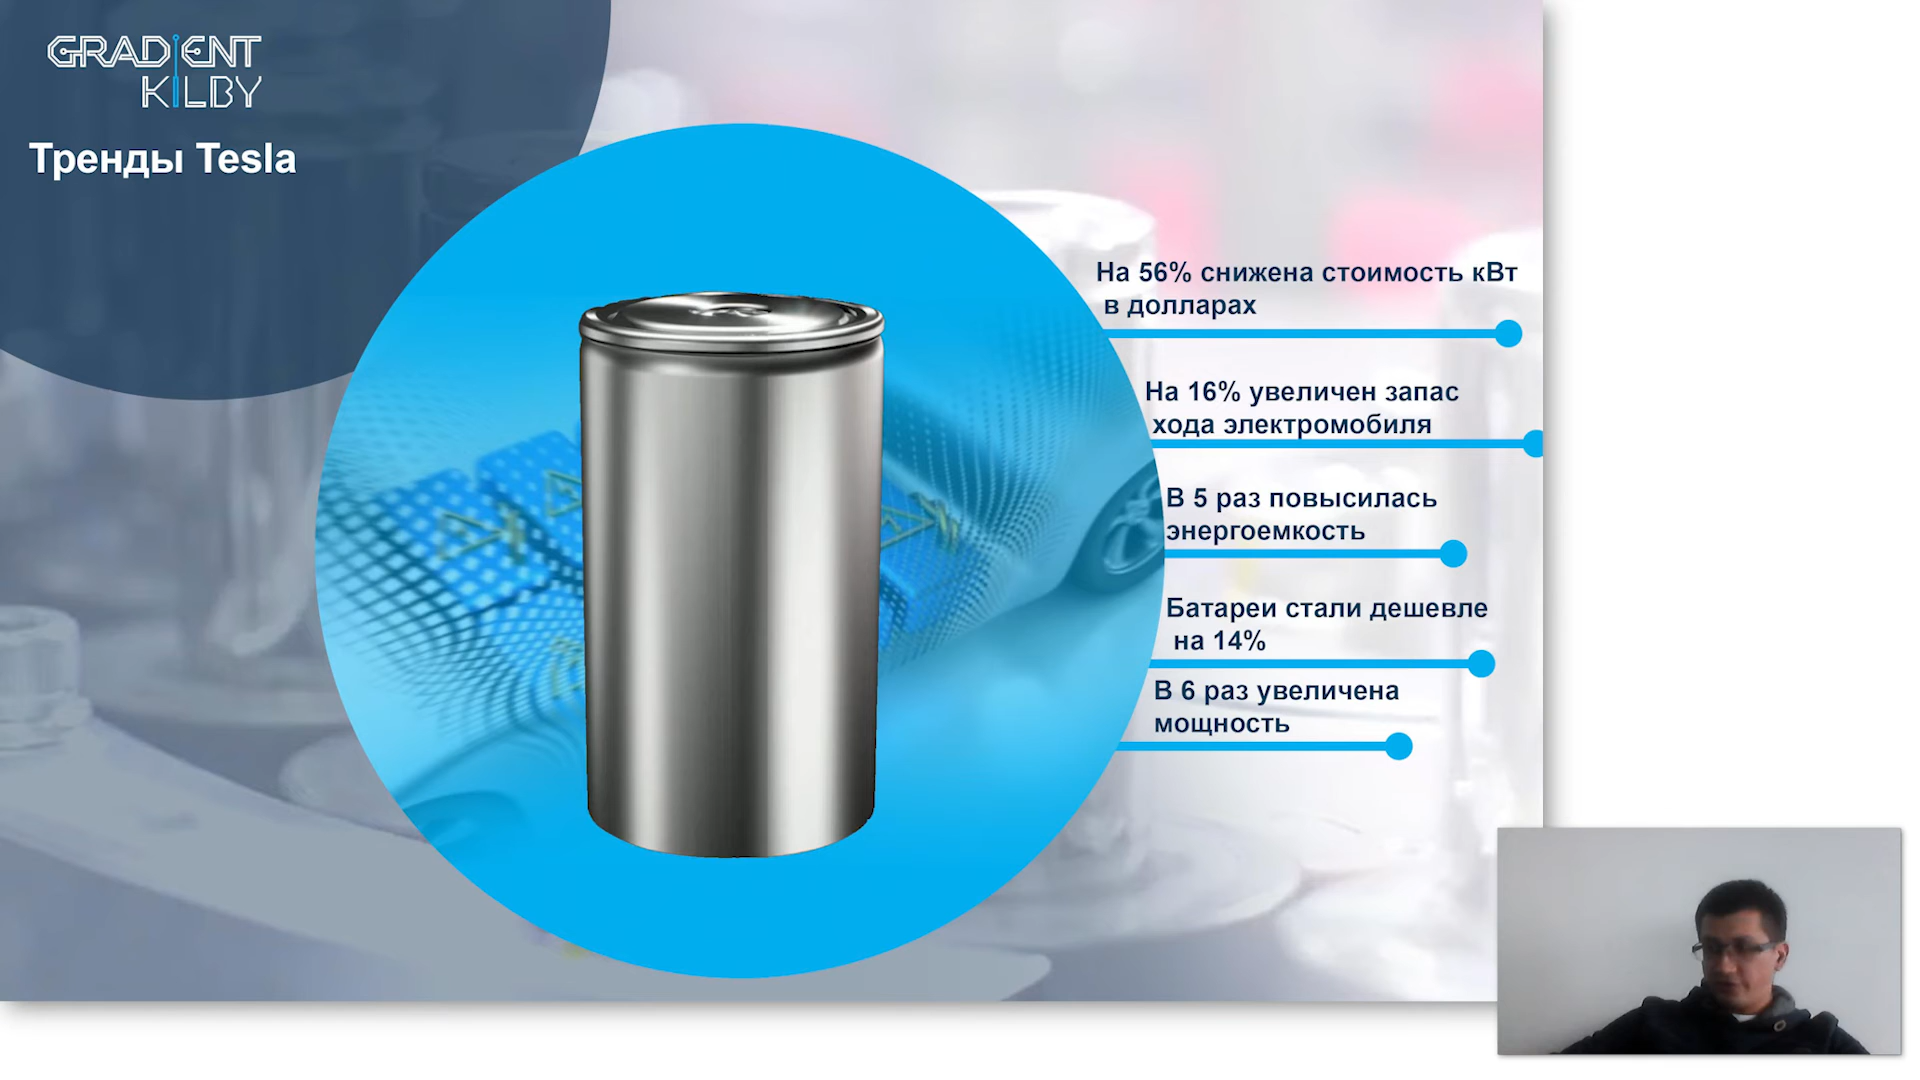 GRADIENT
KILBY
Тренды Tesla
На 56% снижена стоимость кВт
в долларах
На 16% увеличен запас
хода электромобиля
В 5 раз повысилась
энергоемкость
Батареи стали дешевле
на 14%
В 6 раз увеличена
мощность